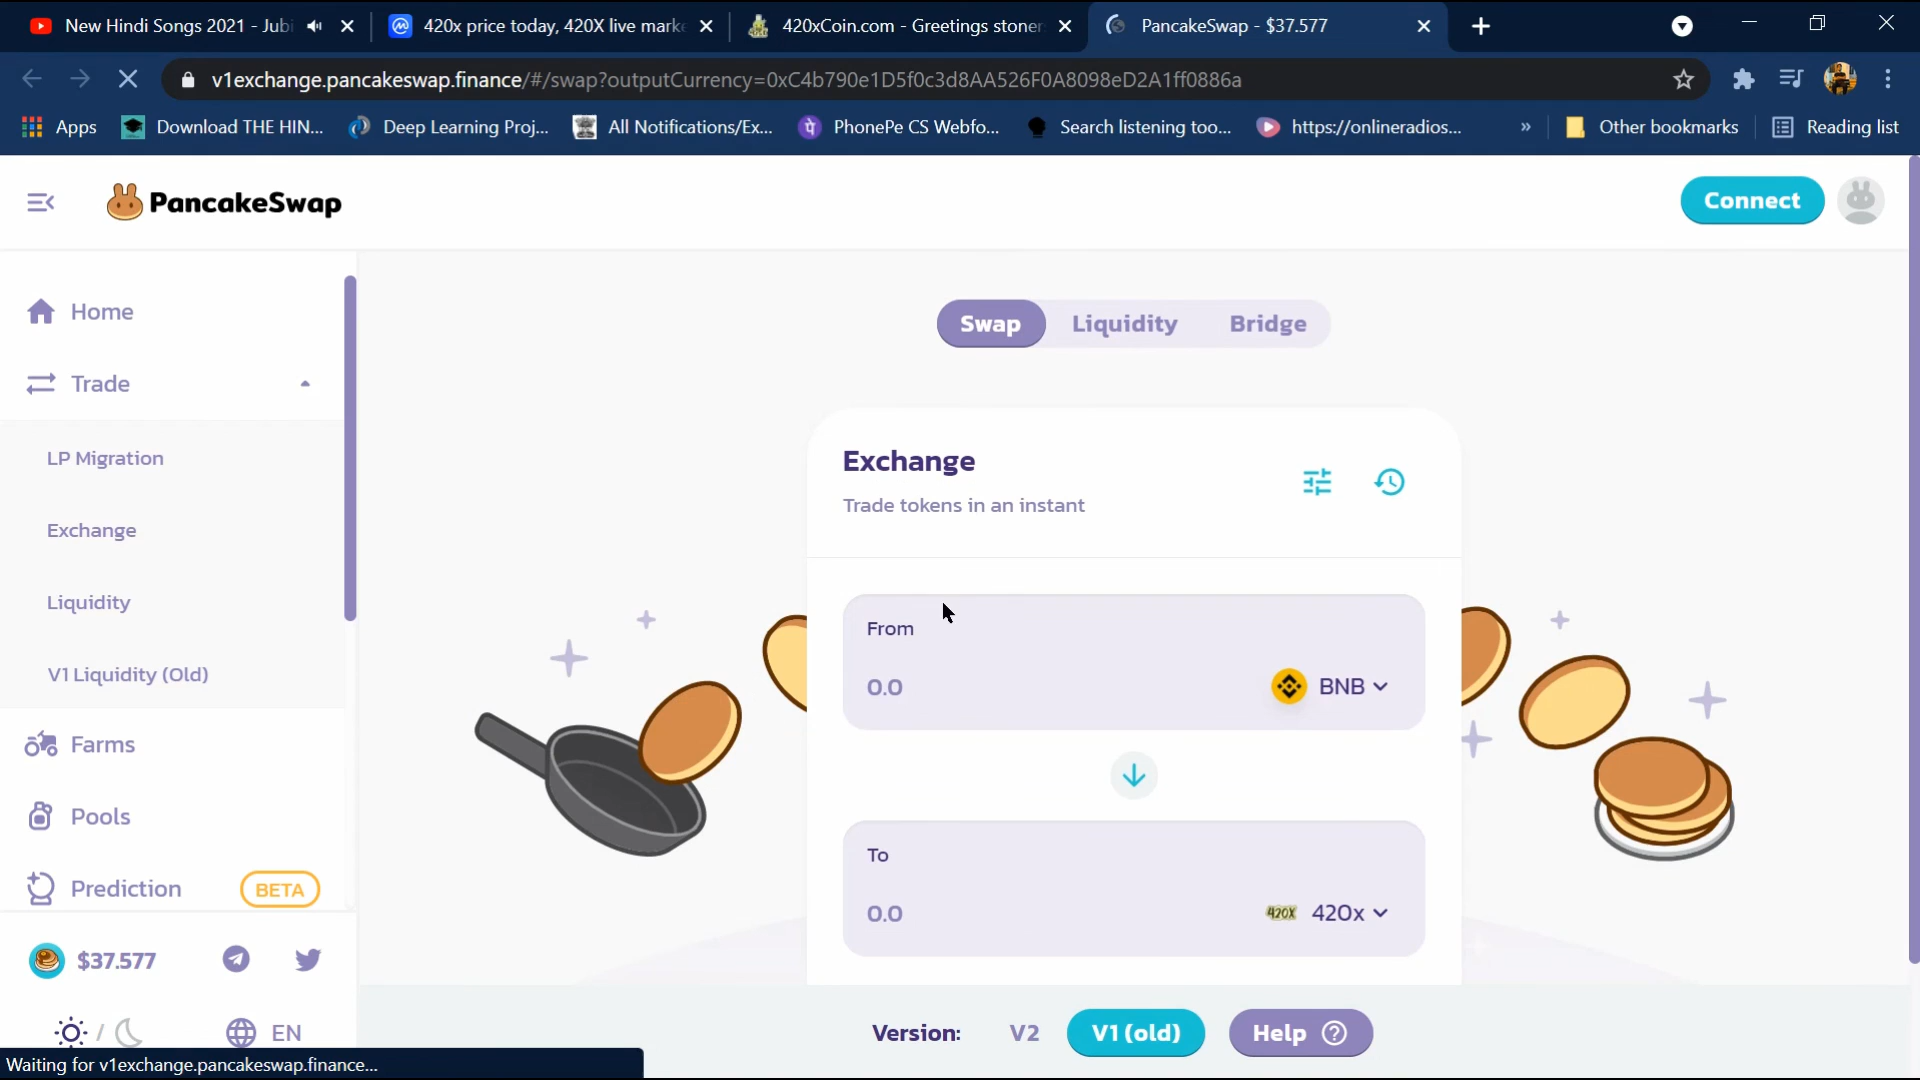 New Hindi Songs 2021 - Jubi
420x price today, 420X live marke
420xCoin.com - Greetings stoner
PancakeSwap - $37.577
v1exchange.pancakeswap.finance/#/swap?outputCurrency=0xC4b790e1D5f0c3d8AA526F0A8098eD2A1ff0886a
Apps
Download THE HIN...
Deep Learning Proj...
All Notifications/Ex...
PhonePe CS Webfo...
Search listening too...
https://onlineradios...
»
Other bookmarks
Reading list
PancakeSwap
Connect
Home
Trade
LP Migration
Exchange
Liquidity
V1 Liquidity (Old)
Farms
Pools
Prediction
BETA
$37.577
/
EN
Swap
Liquidity
Bridge
Exchange
Trade tokens in an instant
From
0.0
BNB
To
0.0
420X
420x
Version:
V2
V1 (old)
Help
Waiting for v1exchange.pancakeswap.finance...